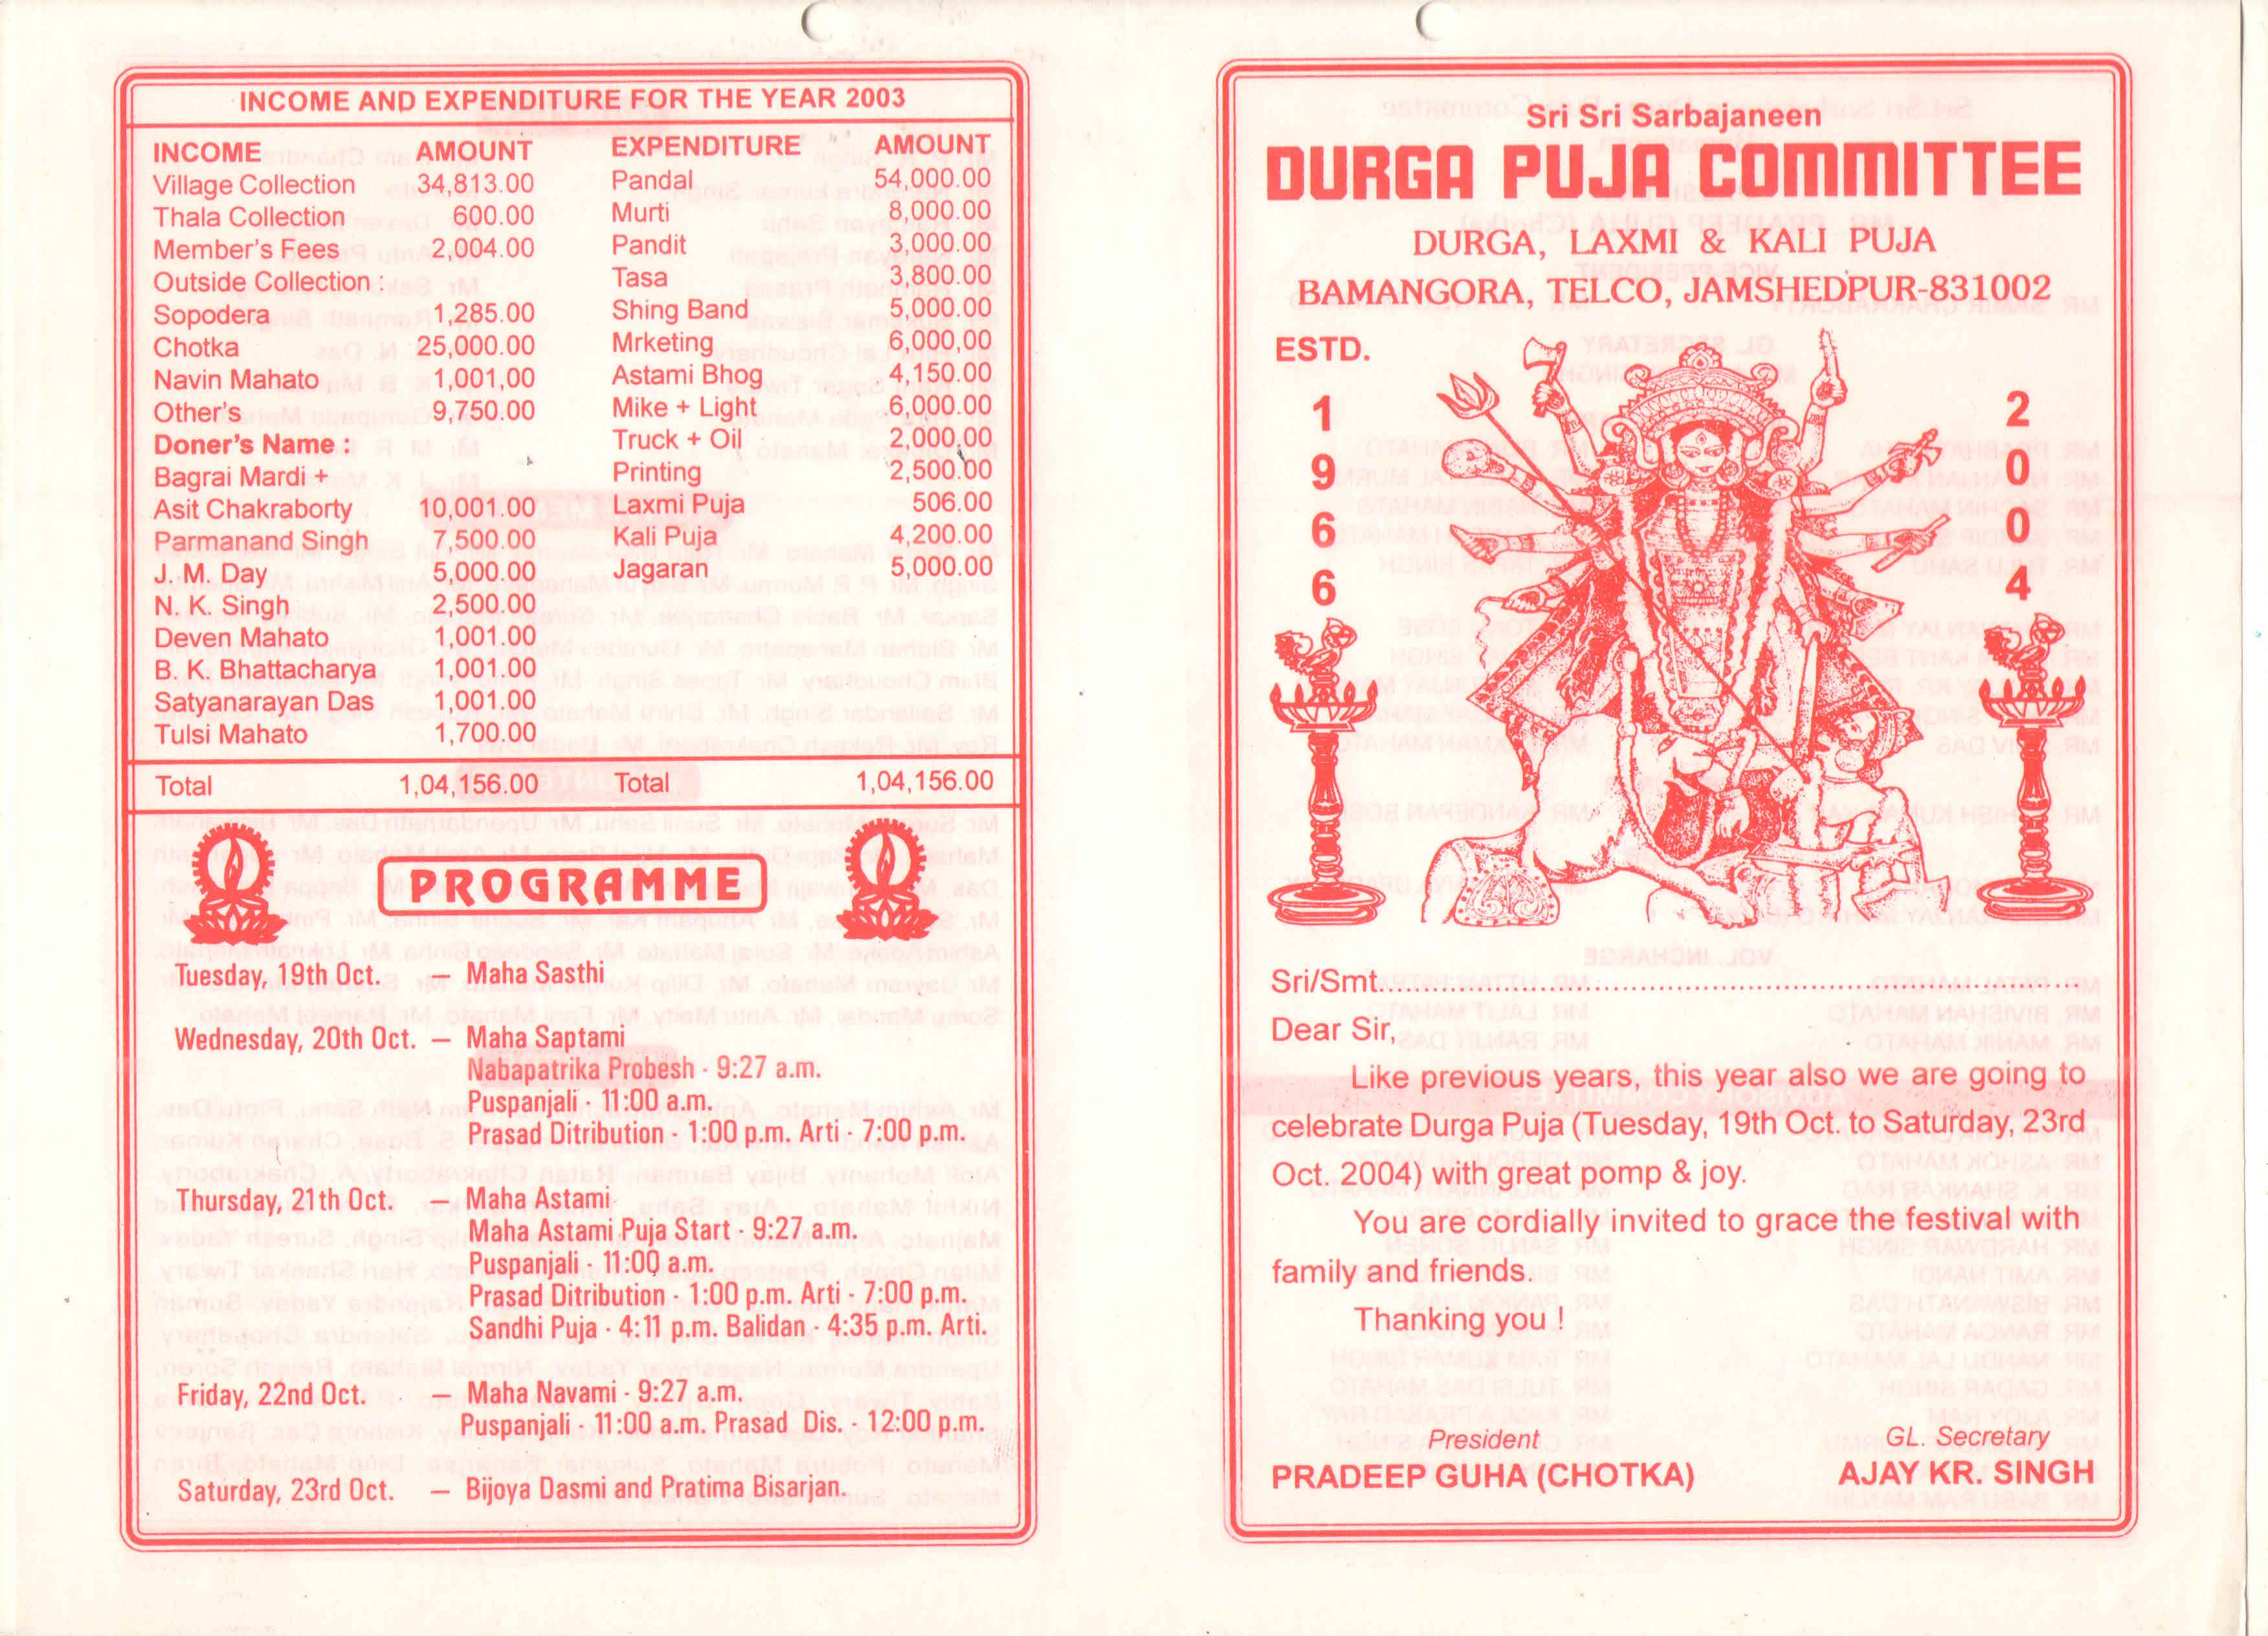 INCOME AND EXPENDITURE FOR THE YEAR 2003
INCOME AMOUNT EXPENDITURE AMOUNT
Village Collection 34,813.00 Pandal 54,000.00
Thala Collection 600.00 Murti 8,000.00
Member's Fees 2,004.00 Pandit 3,000.00
Outside Collection : Tasa 3,800.00
Sopodera 1,285.00 Shing Band 5,000.00
Chotka 25,000.00 Mrketing 6,000,00
Navin Mahato 1,001,00 Astami Bhog 4,150.00
Other's 9,750.00 Mike + Light 6,000.00
Doner's Name : Truck + Oil 2,000.00
Bagrai Mardi + Printing 2,500.00
Asit Chakraborty 10,001.00 Laxmi Puja 506.00
Parmanand Singh 7,500.00 Kali Puja 4,200.00
J. M. Day 5,000.00 Jagaran 5,000.00
N. K. Singh 2,500.00
Deven Mahato 1,001.00
B. K. Bhattacharya 1,001.00
Satyanarayan Das 1,001.00
Tulsi Mahato 1,700.00
Total 1,04,156.00 Total 1,04,156.00
PROGRAMME
Tuesday, 19th Oct. — Maha Sasthi
Wednesday, 20th Oct. — Maha Saptami
Nabapatrika Probesh - 9:27 a.m.
Puspanjali - 11:00 a.m.
Prasad Ditribution - 1:00 p.m. Arti - 7:00 p.m.
Thursday, 21th Oct. — Maha Astami
Maha Astami Puja Start - 9:27 a.m.
Puspanjali - 11:00 a.m.
Prasad Ditribution - 1:00 p.m. Arti - 7:00 p.m.
Sandhi Puja - 4:11 p.m. Balidan - 4:35 p.m. Arti.
Friday, 22nd Oct. — Maha Navami - 9:27 a.m.
Puspanjali - 11:00 a.m. Prasad Dis. - 12:00 p.m.
Saturday, 23rd Oct. — Bijoya Dasmi and Pratima Bisarjan.
Sri Sri Sarbajaneen
DURGA PUJA COMMITTEE
DURGA, LAXMI & KALI PUJA
BAMANGORA, TELCO, JAMSHEDPUR-831002
ESTD.
1 2
9 0
6 0
6 4
Sri/Smt..........................................................................
Dear Sir,
Like previous years, this year also we are going to
celebrate Durga Puja (Tuesday, 19th Oct. to Saturday, 23rd
Oct. 2004) with great pomp & joy.
You are cordially invited to grace the festival with
family and friends.
Thanking you !
President GL. Secretary
PRADEEP GUHA (CHOTKA) AJAY KR. SINGH